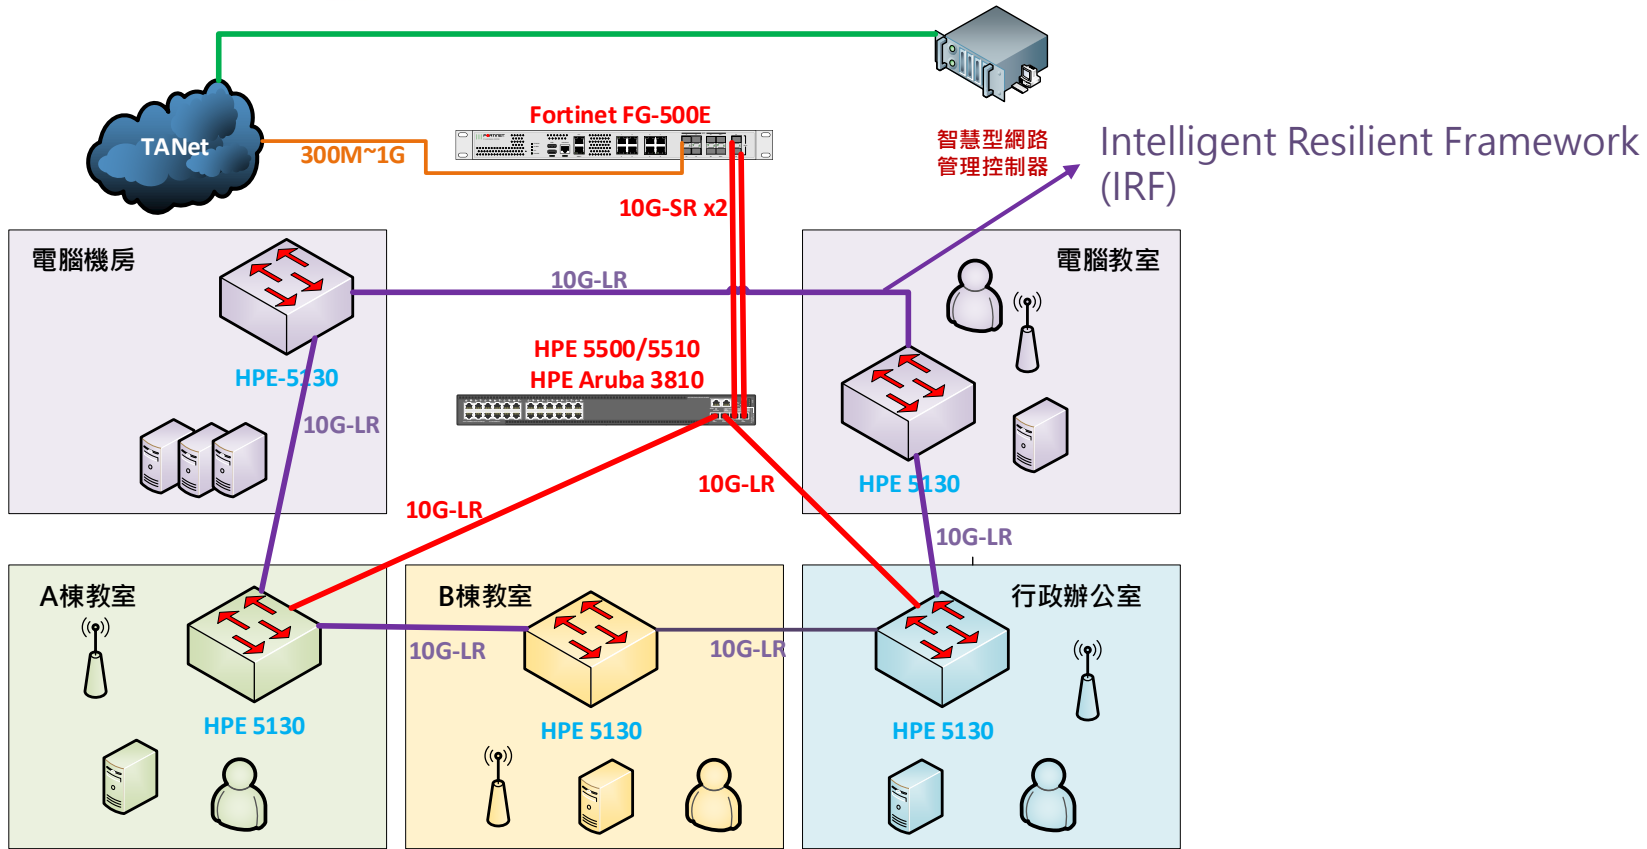 Fortinet FG-500E
TANet
300M~1G
智慧型網路
管理控制器
Intelligent Resilient Framework
(IRF)
10G-SR x2
電腦機房
10G-LR
電腦教室
HPE 5500/5510
HPE Aruba 3810
HPE-5130
10G-LR
HPE 5130
10G-LR
10G-LR
10G-LR
A棟教室
B棟教室
行政辦公室
10G-LR
10G-LR
HPE 5130
HPE 5130
HPE 5130